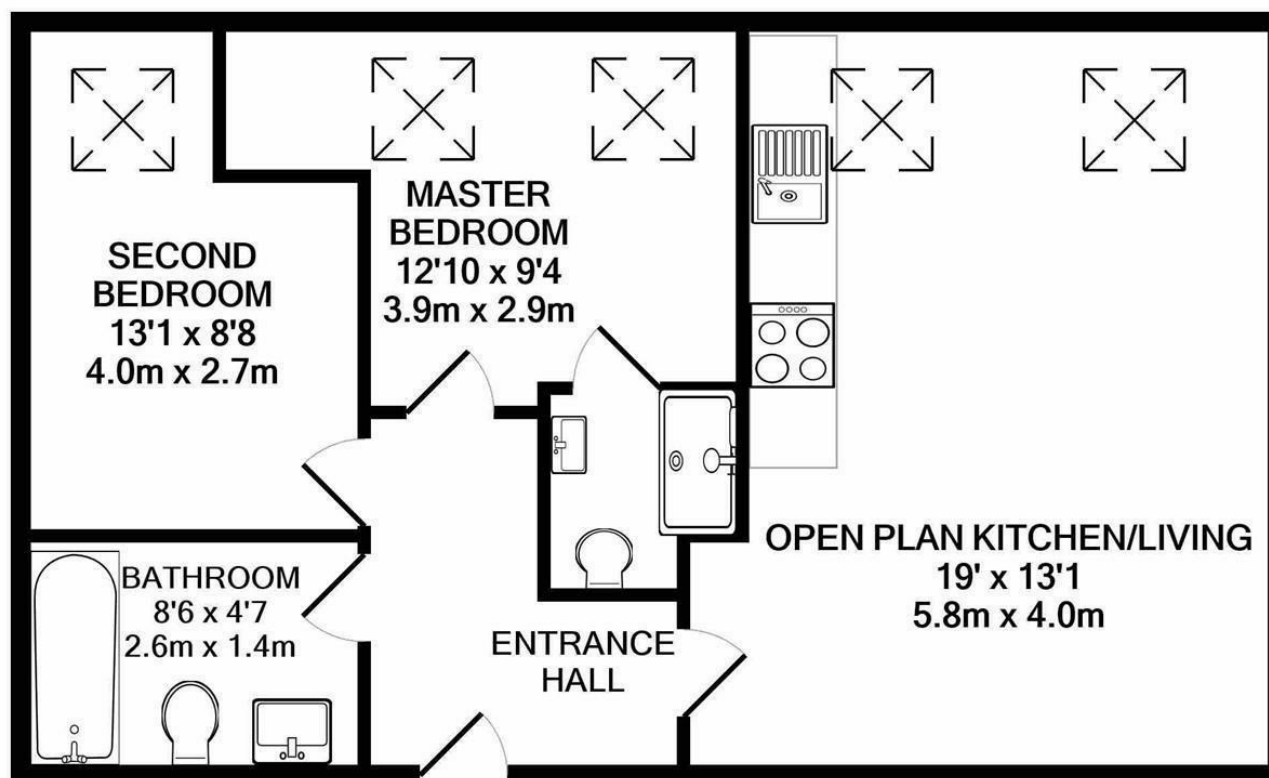 SECOND
BEDROOM
13'1 x 8'8
4.0m x 2.7m
MASTER
BEDROOM
12'10 x 9'4
3.9m x 2.9m
OPEN PLAN KITCHEN/LIVING
19' x 13'1
5.8m x 4.0m
BATHROOM
8'6 x 4'7
2.6m x 1.4m
ENTRANCE
HALL